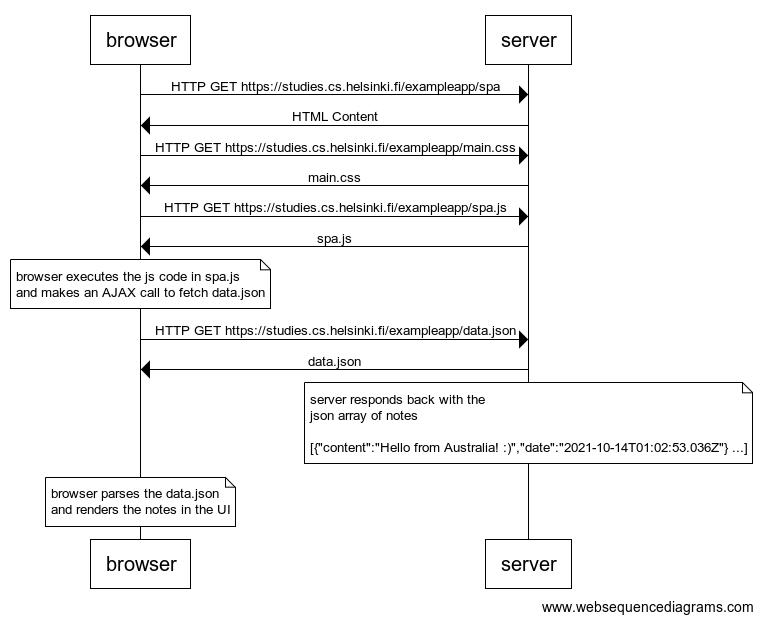 browser
server
HTTP GET https://studies.cs.helsinki.fi/exampleapp/spa
HTML Content
HTTP GET https://studies.cs.helsinki.fi/exampleapp/main.css
main.css
HTTP GET https://studies.cs.helsinki.fi/exampleapp/spa.js
spa.js
browser executes the js code in spa.js
and makes an AJAX call to fetch data.json
HTTP GET https://studies.cs.helsinki.fi/exampleapp/data.json
data.json
server responds back with the
json array of notes
[{"content":"Hello from Australia! :)","date":"2021-10-14T01:02:53.036Z"} ...]
browser parses the data.json
and renders the notes in the UI
browser
server
www.websequencediagrams.com